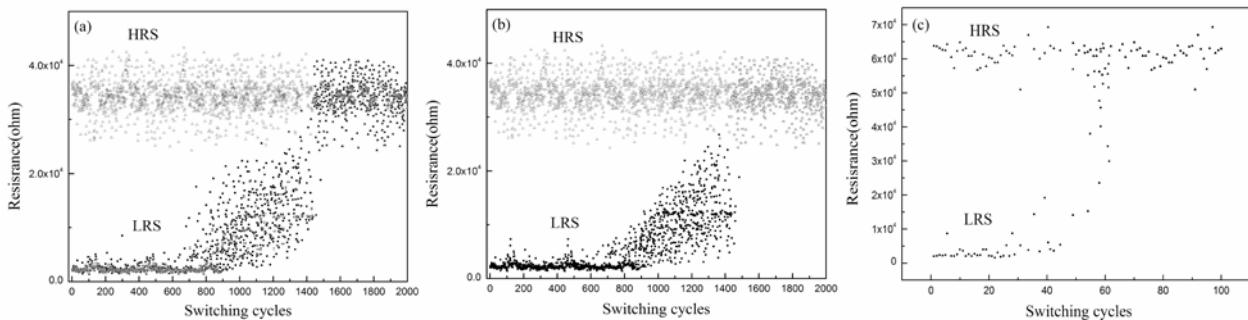 (a)
HRS
LRS
Resisrance(ohm)
4.0x10⁴
2.0x10⁴
0.0
0 200 400 600 800 1000 1200 1400 1600 1800 2000
Switching cycles
(b)
HRS
LRS
Resisrance(ohm)
4.0x10⁴
2.0x10⁴
0.0
0 200 400 600 800 1000 1200 1400 1600 1800 2000
Switching cycles
(c)
HRS
LRS
Resisrance(ohm)
7x10⁴
6x10⁴
5x10⁴
4x10⁴
3x10⁴
2x10⁴
1x10⁴
0
0 20 40 60 80 100
Switching cycles